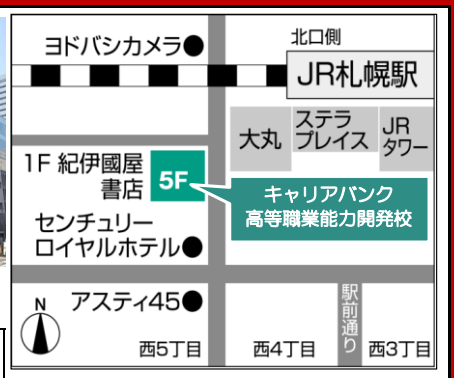 ヨドバシカメラ●
北口側
JR札幌駅
大丸
ステラ
プレイス
JR
タワー
1F 紀伊國屋
書店
5F
キャリアバンク
高等職業能力開発校
センチュリー
ロイヤルホテル●
N
アスティ45●
駅前通り
西5丁目
西4丁目
西3丁目